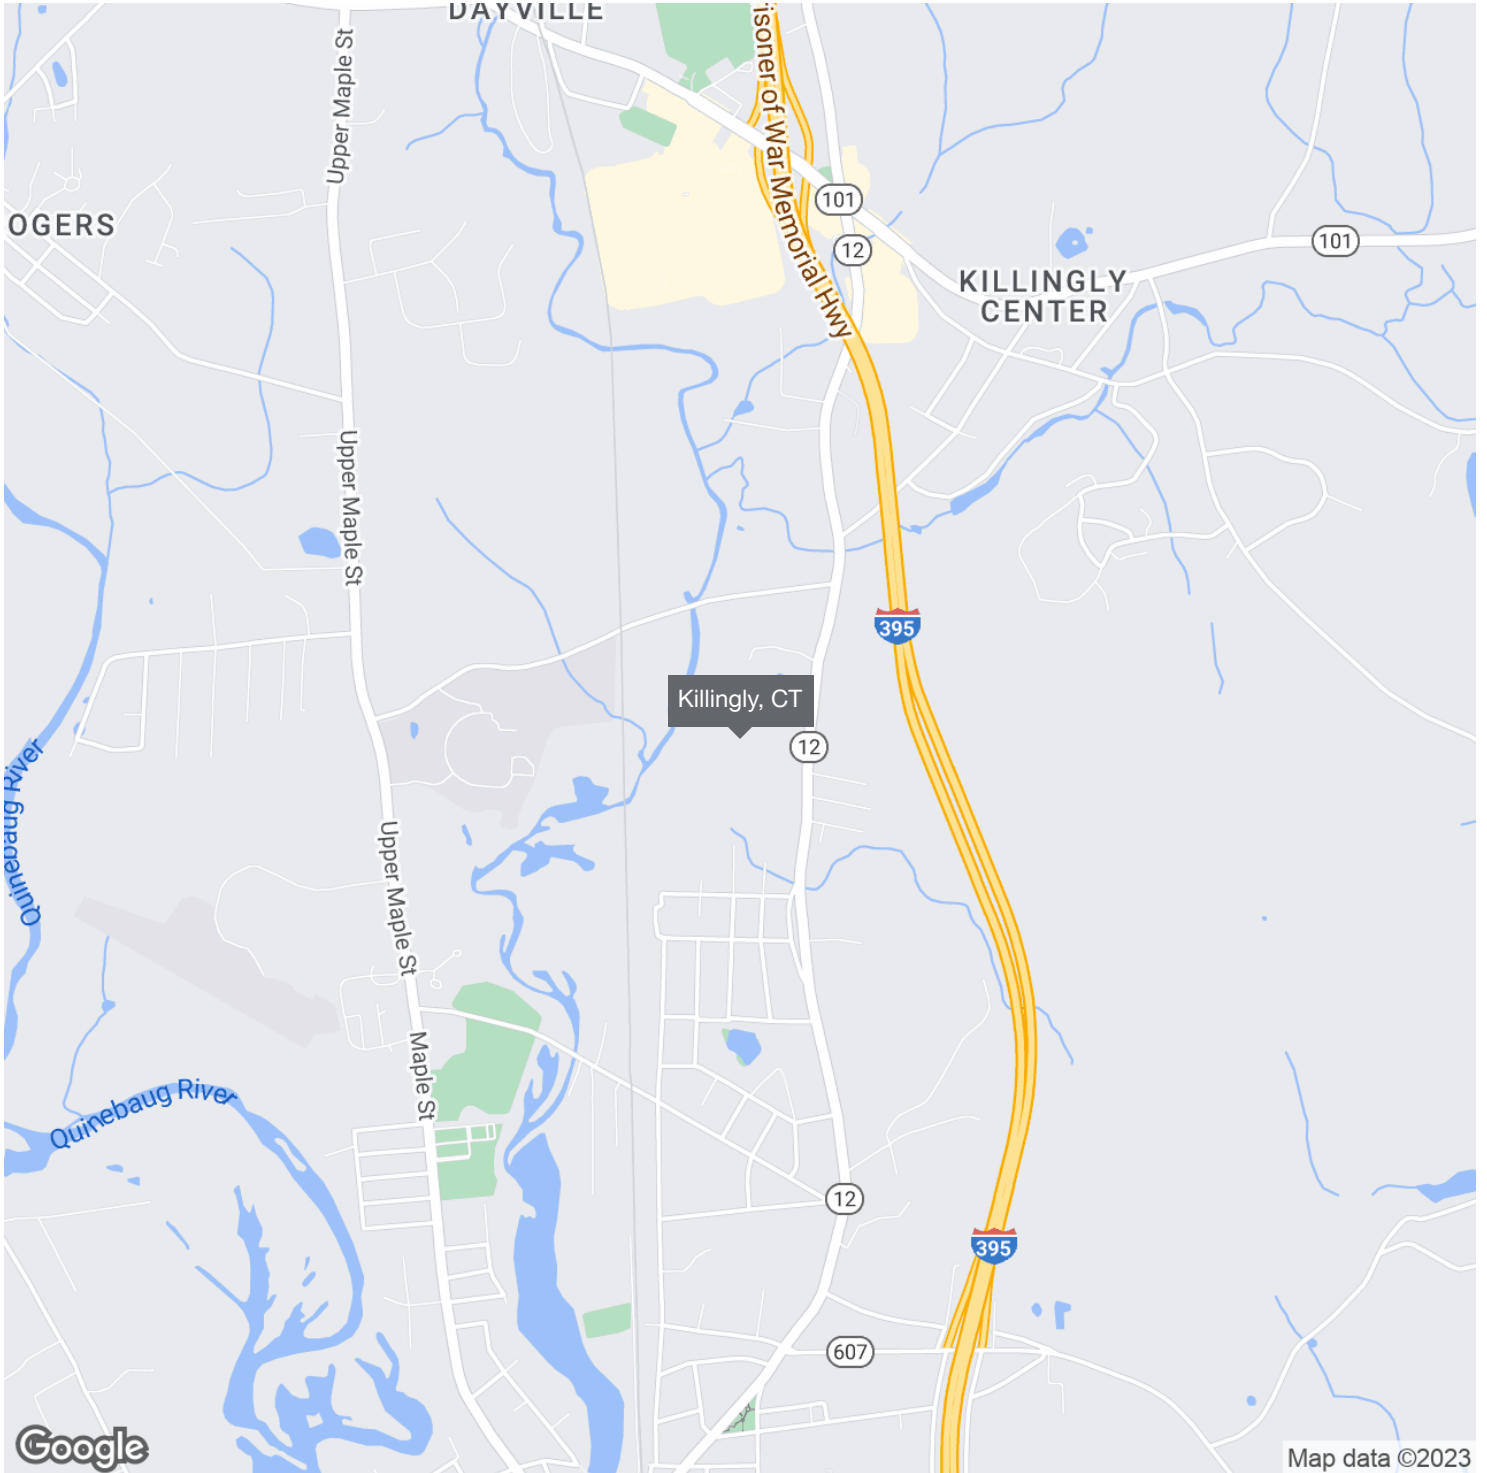 DAYVILLE
isoner of War Memorial Hwy
Upper Maple St
101
OGERS
12
101
KILLINGLY
CENTER
Upper Maple St
395
Killingly, CT
12
Quinebaug River
Upper Maple St
Maple St
Quinebaug River
12
395
607
Google
Map data ©2023